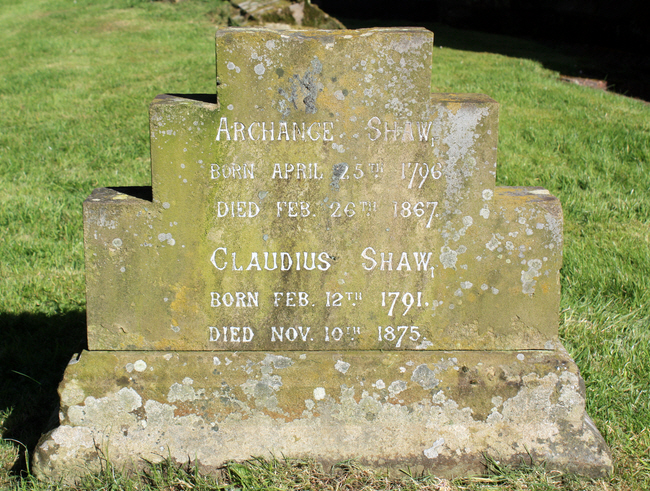 ARCHANGE SHAW,
BORN APRIL 25TH 1796
DIED FEB. 26TH 1867.
CLAUDIUS SHAW,
BORN FEB. 12TH 1791.
DIED NOV. 10TH 1875.